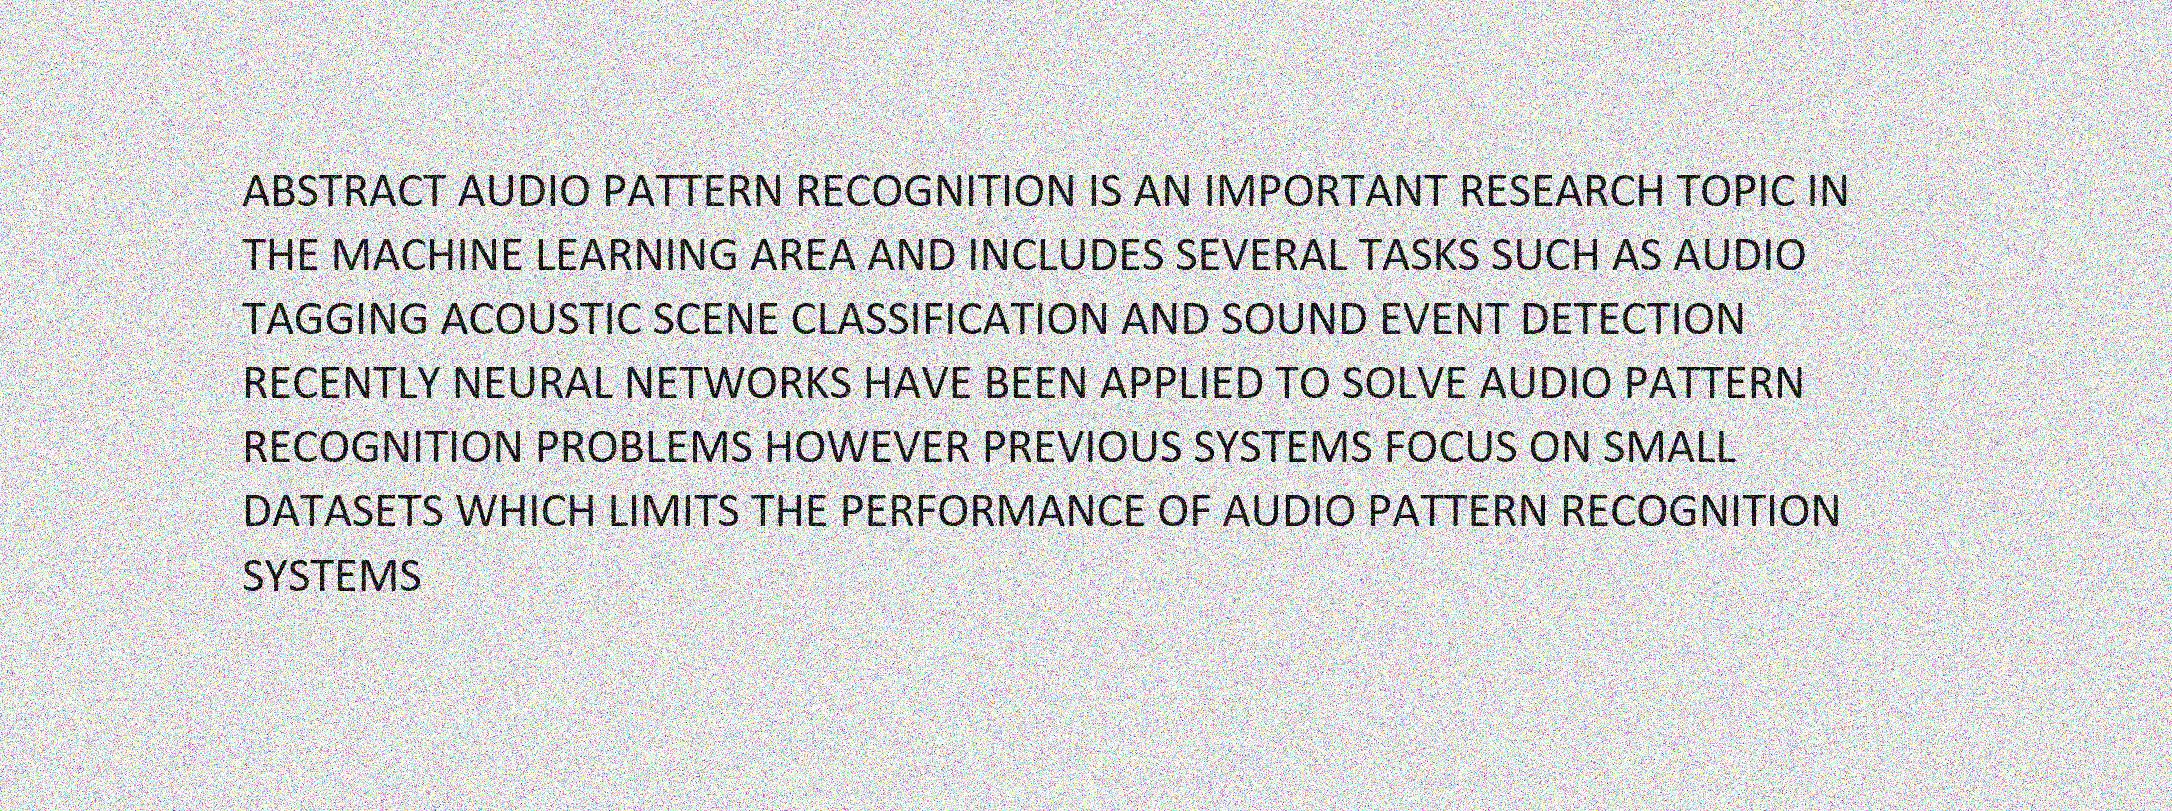 ABSTRACT AUDIO PATTERN RECOGNITION IS AN IMPORTANT RESEARCH TOPIC IN
THE MACHINE LEARNING AREA AND INCLUDES SEVERAL TASKS SUCH AS AUDIO
TAGGING ACOUSTIC SCENE CLASSIFICATION AND SOUND EVENT DETECTION
RECENTLY NEURAL NETWORKS HAVE BEEN APPLIED TO SOLVE AUDIO PATTERN
RECOGNITION PROBLEMS HOWEVER PREVIOUS SYSTEMS FOCUS ON SMALL
DATASETS WHICH LIMITS THE PERFORMANCE OF AUDIO PATTERN RECOGNITION
SYSTEMS